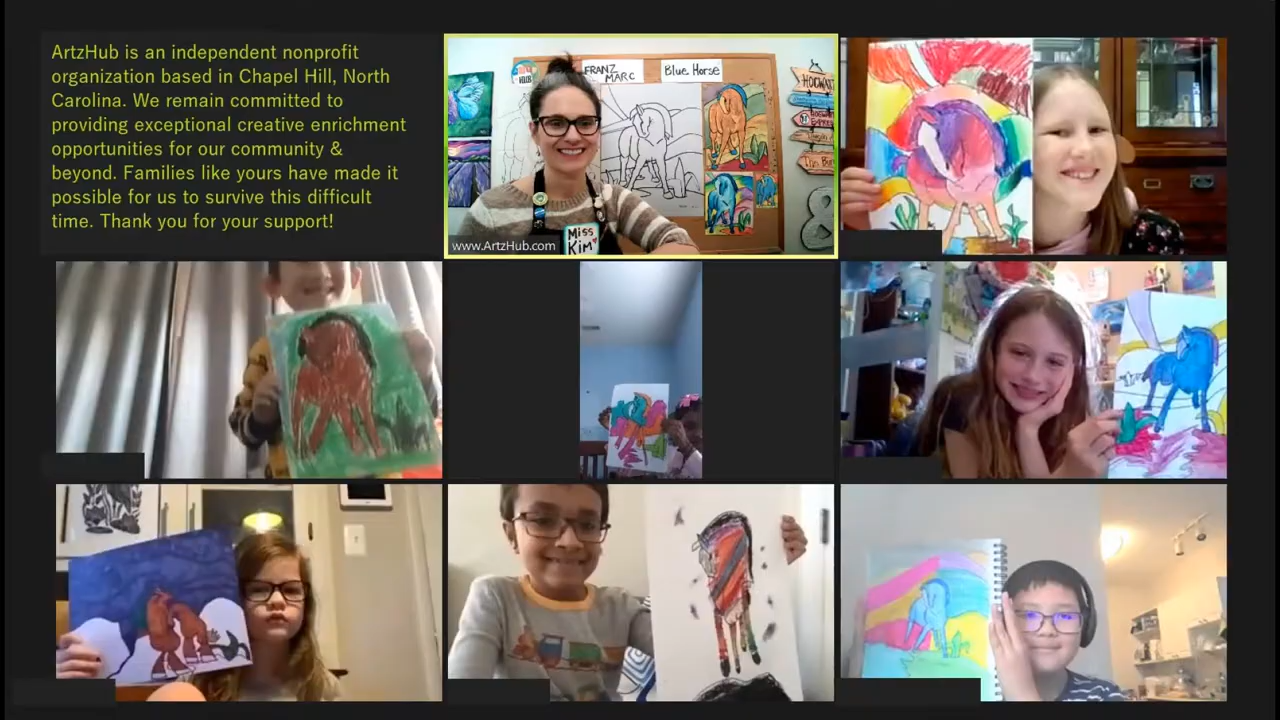 ArtzHub is an independent nonprofit
organization based in Chapel Hill, North
Carolina. We remain committed to
providing exceptional creative enrichment
opportunities for our community &
beyond. Families like yours have made it
possible for us to survive this difficult
time. Thank you for your support!
FRANZ
MARC
Blue Horse
HOGWARTS
www.ArtzHub.com
Miss
Kim